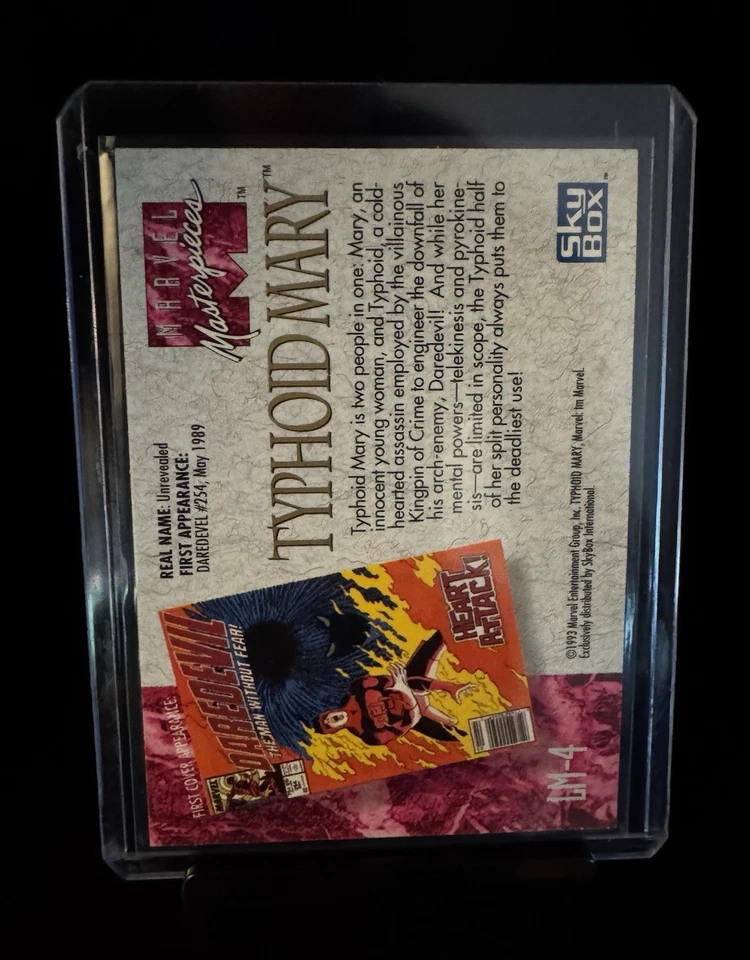 MARVEL
Masterpieces™
REAL NAME: Unrevealed
FIRST APPEARANCE:
DAREDEVEL #254, May 1989
TYPHOID MARY™
Typhoid Mary is two people in one: Mary, an
innocent young woman, and Typhoid, a cold-
hearted assassin employed by the villainous
Kingpin of Crime to engineer the downfall of
his arch-enemy, Daredevil! And while her
mental powers—telekinesis and pyrokine-
sis—are limited in scope, the Typhoid half
of her split personality always puts them to
the deadliest use!
FIRST COVER APPEARANCE:
MARVEL
DAREDEVIL
THE MAN WITHOUT FEAR!
HEART
ATTACK!
©1993 Marvel Entertainment Group, Inc. TYPHOID MARY, Marvel: tm Marvel.
Exclusively distributed by SkyBox International.
SkyBox™
LM-4